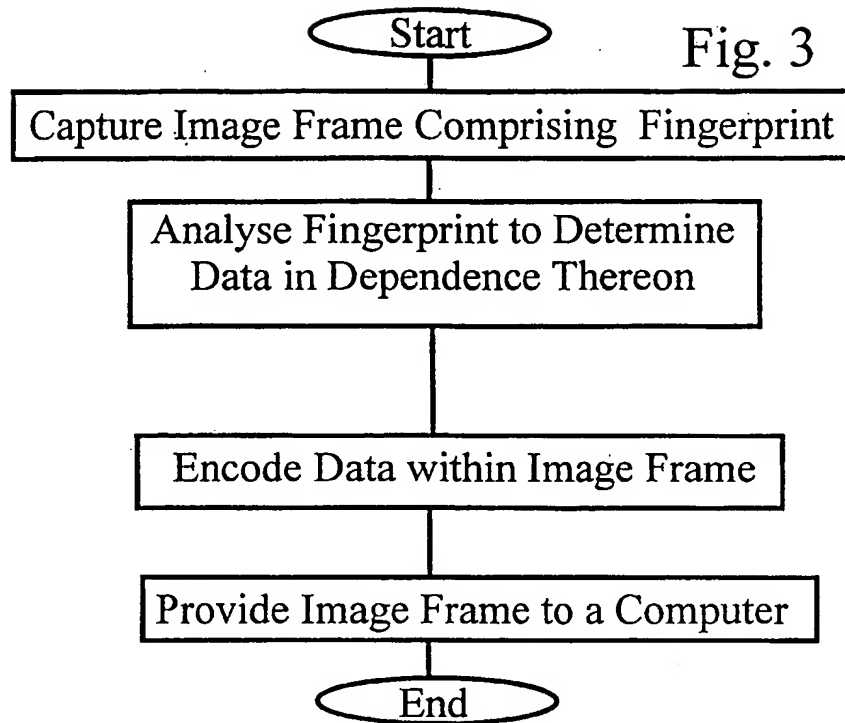 Start
Fig. 3
Capture Image Frame Comprising Fingerprint
Analyse Fingerprint to Determine
Data in Dependence Thereon
Encode Data within Image Frame
Provide Image Frame to a Computer
End